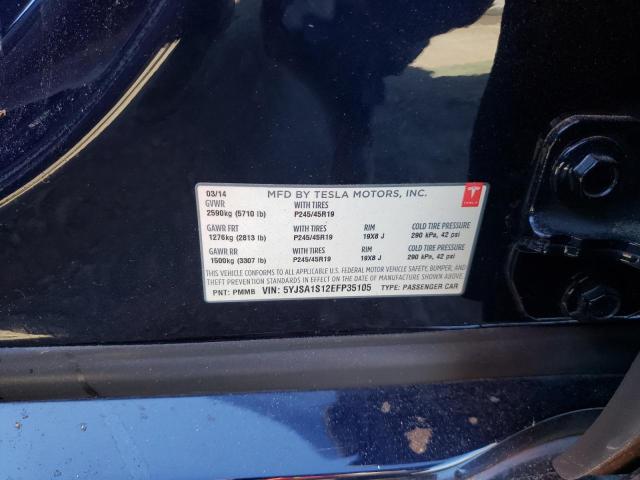 03/14 MFD BY TESLA MOTORS, INC.
GVWR WITH TIRES
2590kg (5710 lb) P245/45R19
GAWR FRT WITH TIRES RIM COLD TIRE PRESSURE
1276kg (2813 lb) P245/45R19 19X8 J 290 kPa, 42 psi
GAWR RR WITH TIRES RIM COLD TIRE PRESSURE
1500kg (3307 lb) P245/45R19 19X8 J 290 kPa, 42 psi
THIS VEHICLE CONFORMS TO ALL APPLICABLE U.S. FEDERAL MOTOR VEHICLE SAFETY, BUMPER, AND
THEFT PREVENTION STANDARDS IN EFFECT ON THE DATE OF MANUFACTURE SHOWN ABOVE.
PNT: PMMB VIN: 5YJSA1S12EFP35105 TYPE: PASSENGER CAR
TESLA